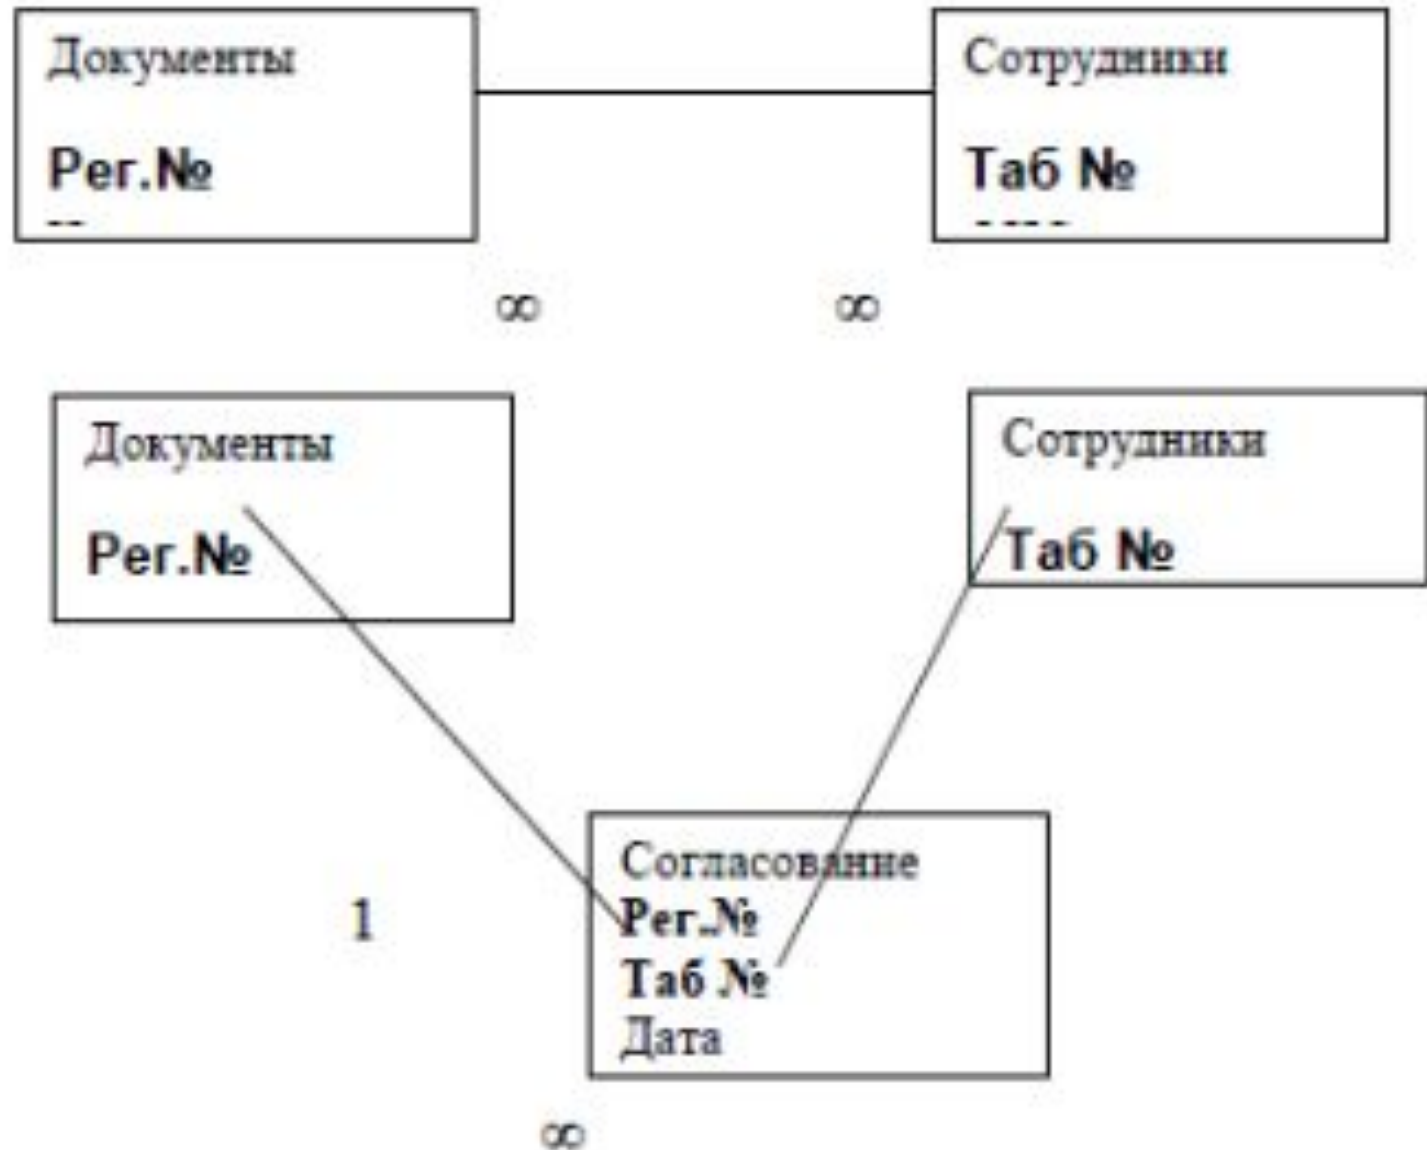 Документы
Сотрудники
Рег.№
Таб №
∞
∞
Документы
Сотрудники
Рег.№
Таб №
Согласование
Рег.№
1
Таб №
Дата
∞